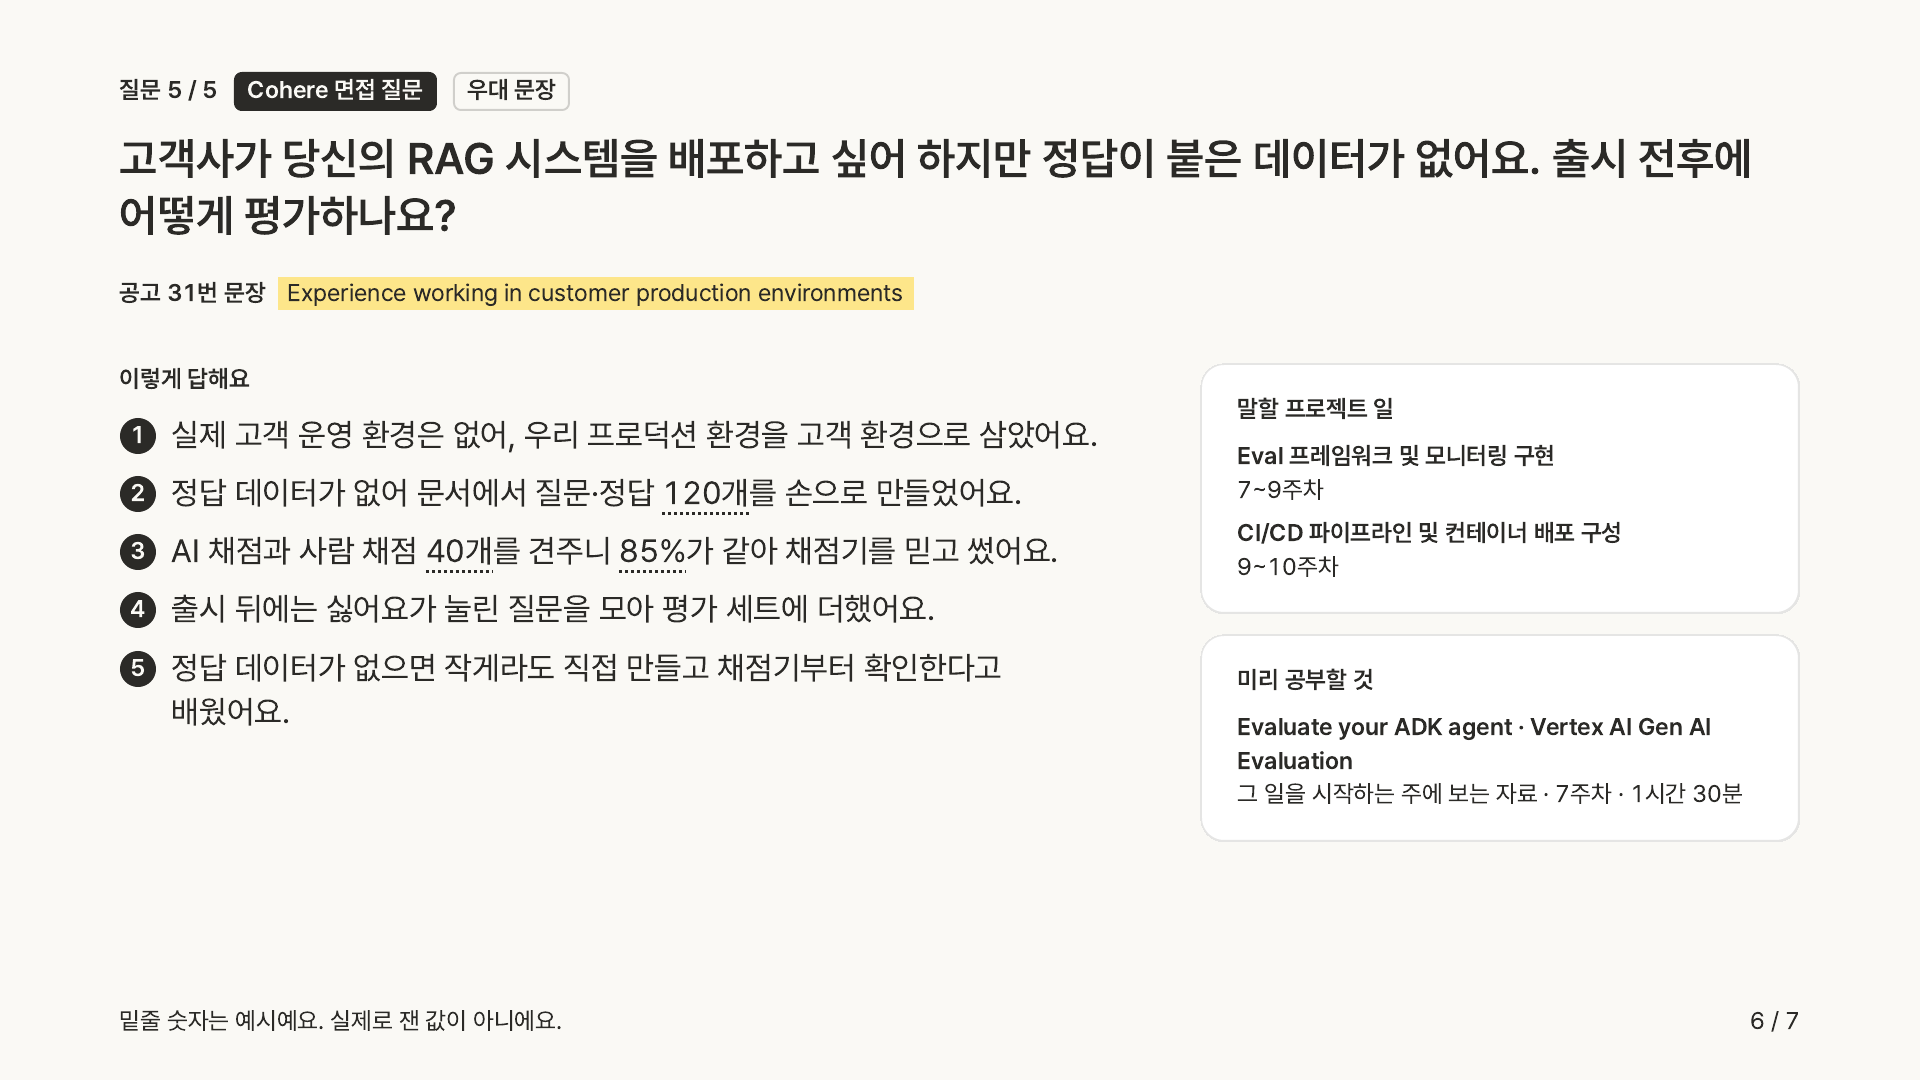 질문 5 / 5 Cohere 면접 질문 우대 문장
고객사가 당신의 RAG 시스템을 배포하고 싶어 하지만 정답이 붙은 데이터가 없어요. 출시 전후에
어떻게 평가하나요?
공고 31번 문장 Experience working in customer production environments
이렇게 답해요
1 실제 고객 운영 환경은 없어, 우리 프로덕션 환경을 고객 환경으로 삼았어요.
2 정답 데이터가 없어 문서에서 질문·정답 120개를 손으로 만들었어요.
3 AI 채점과 사람 채점 40개를 견주니 85%가 같아 채점기를 믿고 썼어요.
4 출시 뒤에는 싫어요가 눌린 질문을 모아 평가 세트에 더했어요.
5 정답 데이터가 없으면 작게라도 직접 만들고 채점기부터 확인한다고
배웠어요.
말할 프로젝트 일
Eval 프레임워크 및 모니터링 구현
7~9주차
CI/CD 파이프라인 및 컨테이너 배포 구성
9~10주차
미리 공부할 것
Evaluate your ADK agent · Vertex AI Gen AI
Evaluation
그 일을 시작하는 주에 보는 자료 · 7주차 · 1시간 30분
밑줄 숫자는 예시예요. 실제로 잰 값이 아니에요.
6 / 7